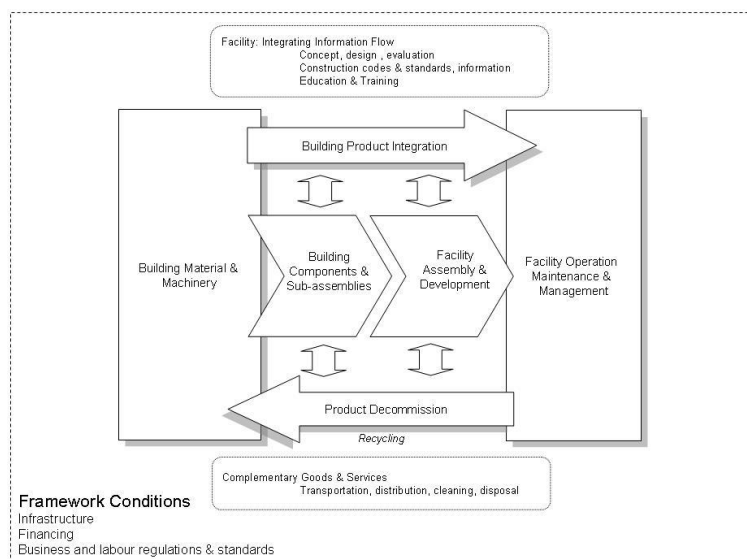 Facility: Integrating Information Flow
Concept, design , evaluation
Construction codes & standards, information
Education & Training
Building Product Integration
Building Material &
Machinery
Building
Components &
Sub-assemblies
Facility
Assembly &
Development
Facility Operation
Maintenance &
Management
Product Decommission
Recycling
Complementary Goods & Services
Transportation, distribution, cleaning, disposal
Framework Conditions
Infrastructure
Financing
Business and labour regulations & standards